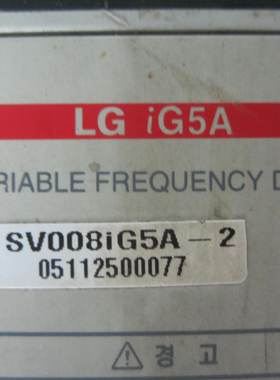 LG iG5A
RIABLE FREQUENCY D
SV008iG5A-2
05112500077
⚠ 경 고